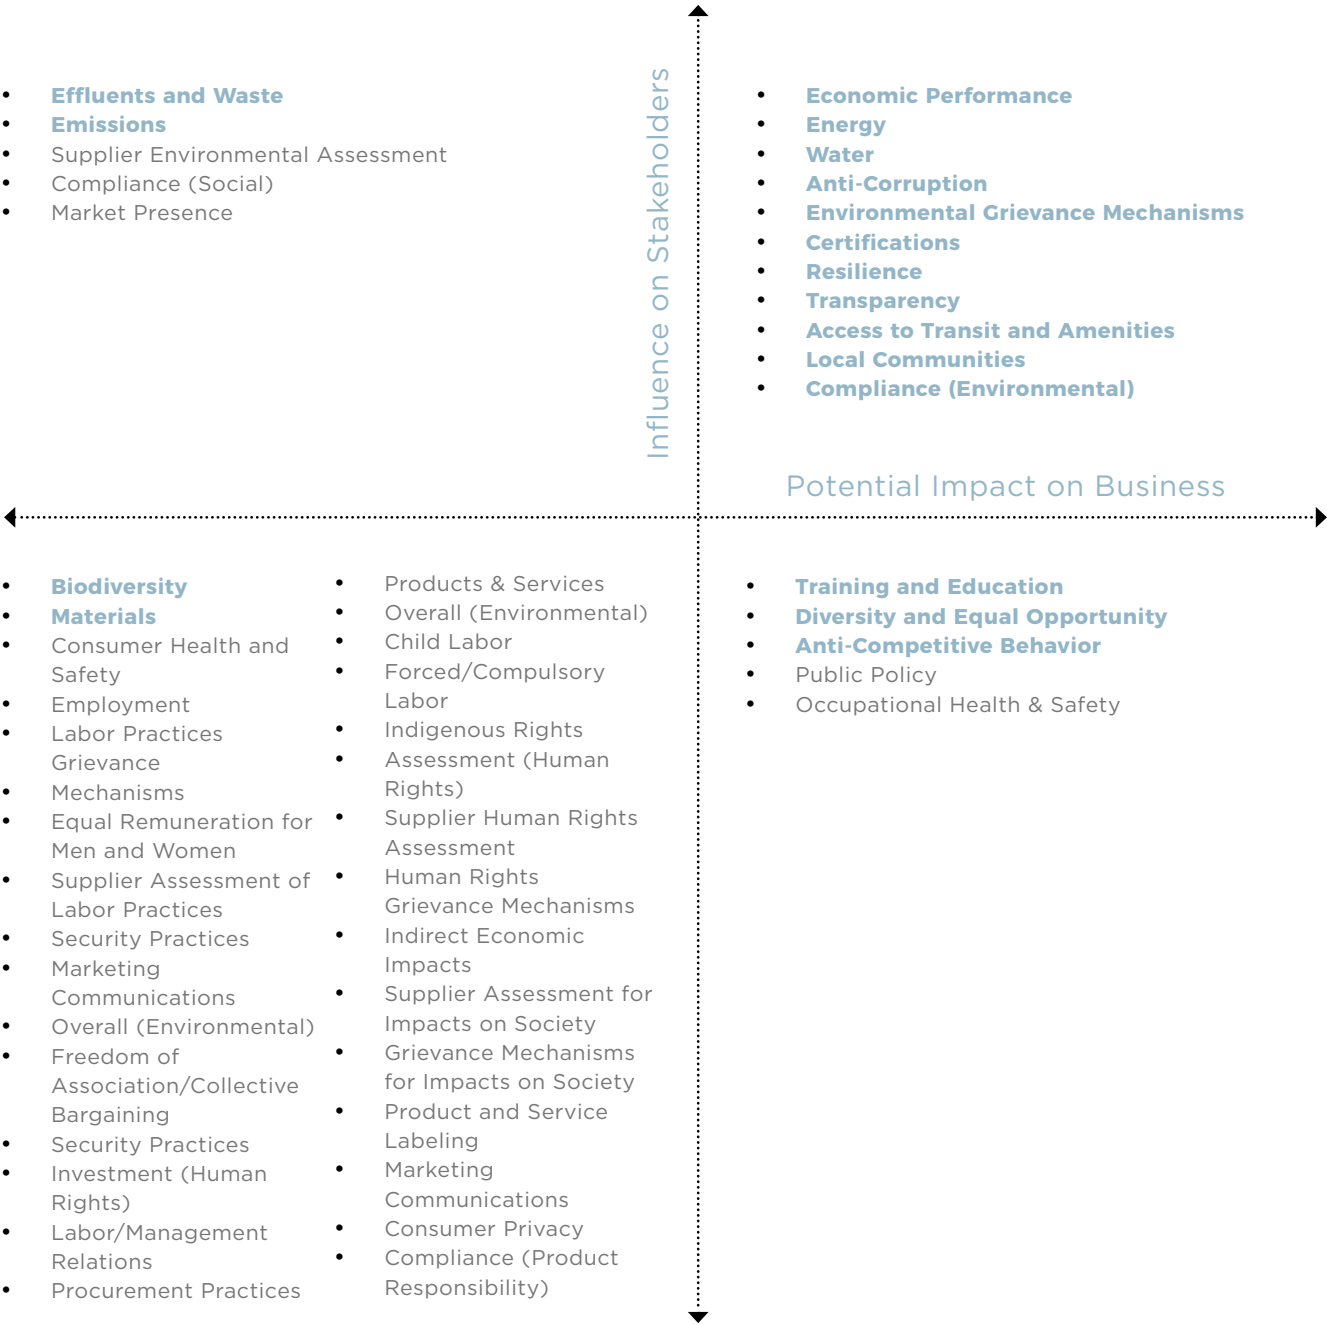 • Effluents and Waste
• Emissions
• Supplier Environmental Assessment
• Compliance (Social)
• Market Presence
Influence on Stakeholders
• Economic Performance
• Energy
• Water
• Anti-Corruption
• Environmental Grievance Mechanisms
• Certifications
• Resilience
• Transparency
• Access to Transit and Amenities
• Local Communities
• Compliance (Environmental)
Potential Impact on Business
• Biodiversity
• Materials
• Consumer Health and
Safety
• Employment
• Labor Practices
Grievance
• Mechanisms
• Equal Remuneration for
Men and Women
• Supplier Assessment of
Labor Practices
• Security Practices
• Marketing
Communications
• Overall (Environmental)
• Freedom of
Association/Collective
Bargaining
• Security Practices
• Investment (Human
Rights)
• Labor/Management
Relations
• Procurement Practices
• Products & Services
• Overall (Environmental)
• Child Labor
• Forced/Compulsory
Labor
• Indigenous Rights
• Assessment (Human
Rights)
• Supplier Human Rights
Assessment
• Human Rights
Grievance Mechanisms
• Indirect Economic
Impacts
• Supplier Assessment for
Impacts on Society
• Grievance Mechanisms
for Impacts on Society
• Product and Service
Labeling
• Marketing
Communications
• Consumer Privacy
• Compliance (Product
Responsibility)
• Training and Education
• Diversity and Equal Opportunity
• Anti-Competitive Behavior
• Public Policy
• Occupational Health & Safety